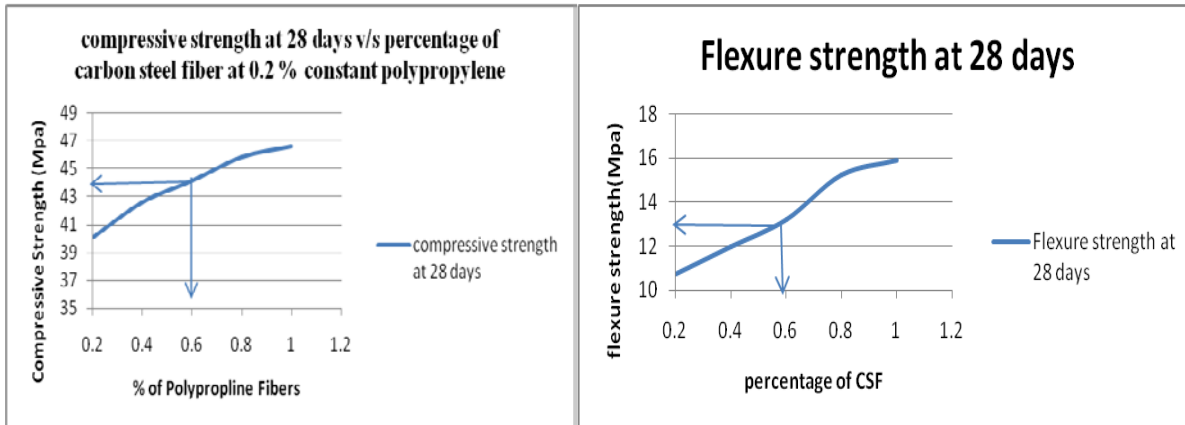 compressive strength at 28 days v/s percentage of
carbon steel fiber at 0.2 % constant polypropylene
Compressive Strength (Mpa)
49
47
45
43
41
39
37
35
0.2 0.4 0.6 0.8 1 1.2
% of Polypropline Fibers
compressive strength
at 28 days
Flexure strength at 28 days
flexure strength(Mpa)
18
16
14
12
10
0.2 0.4 0.6 0.8 1 1.2
percentage of CSF
Flexure strength at
28 days